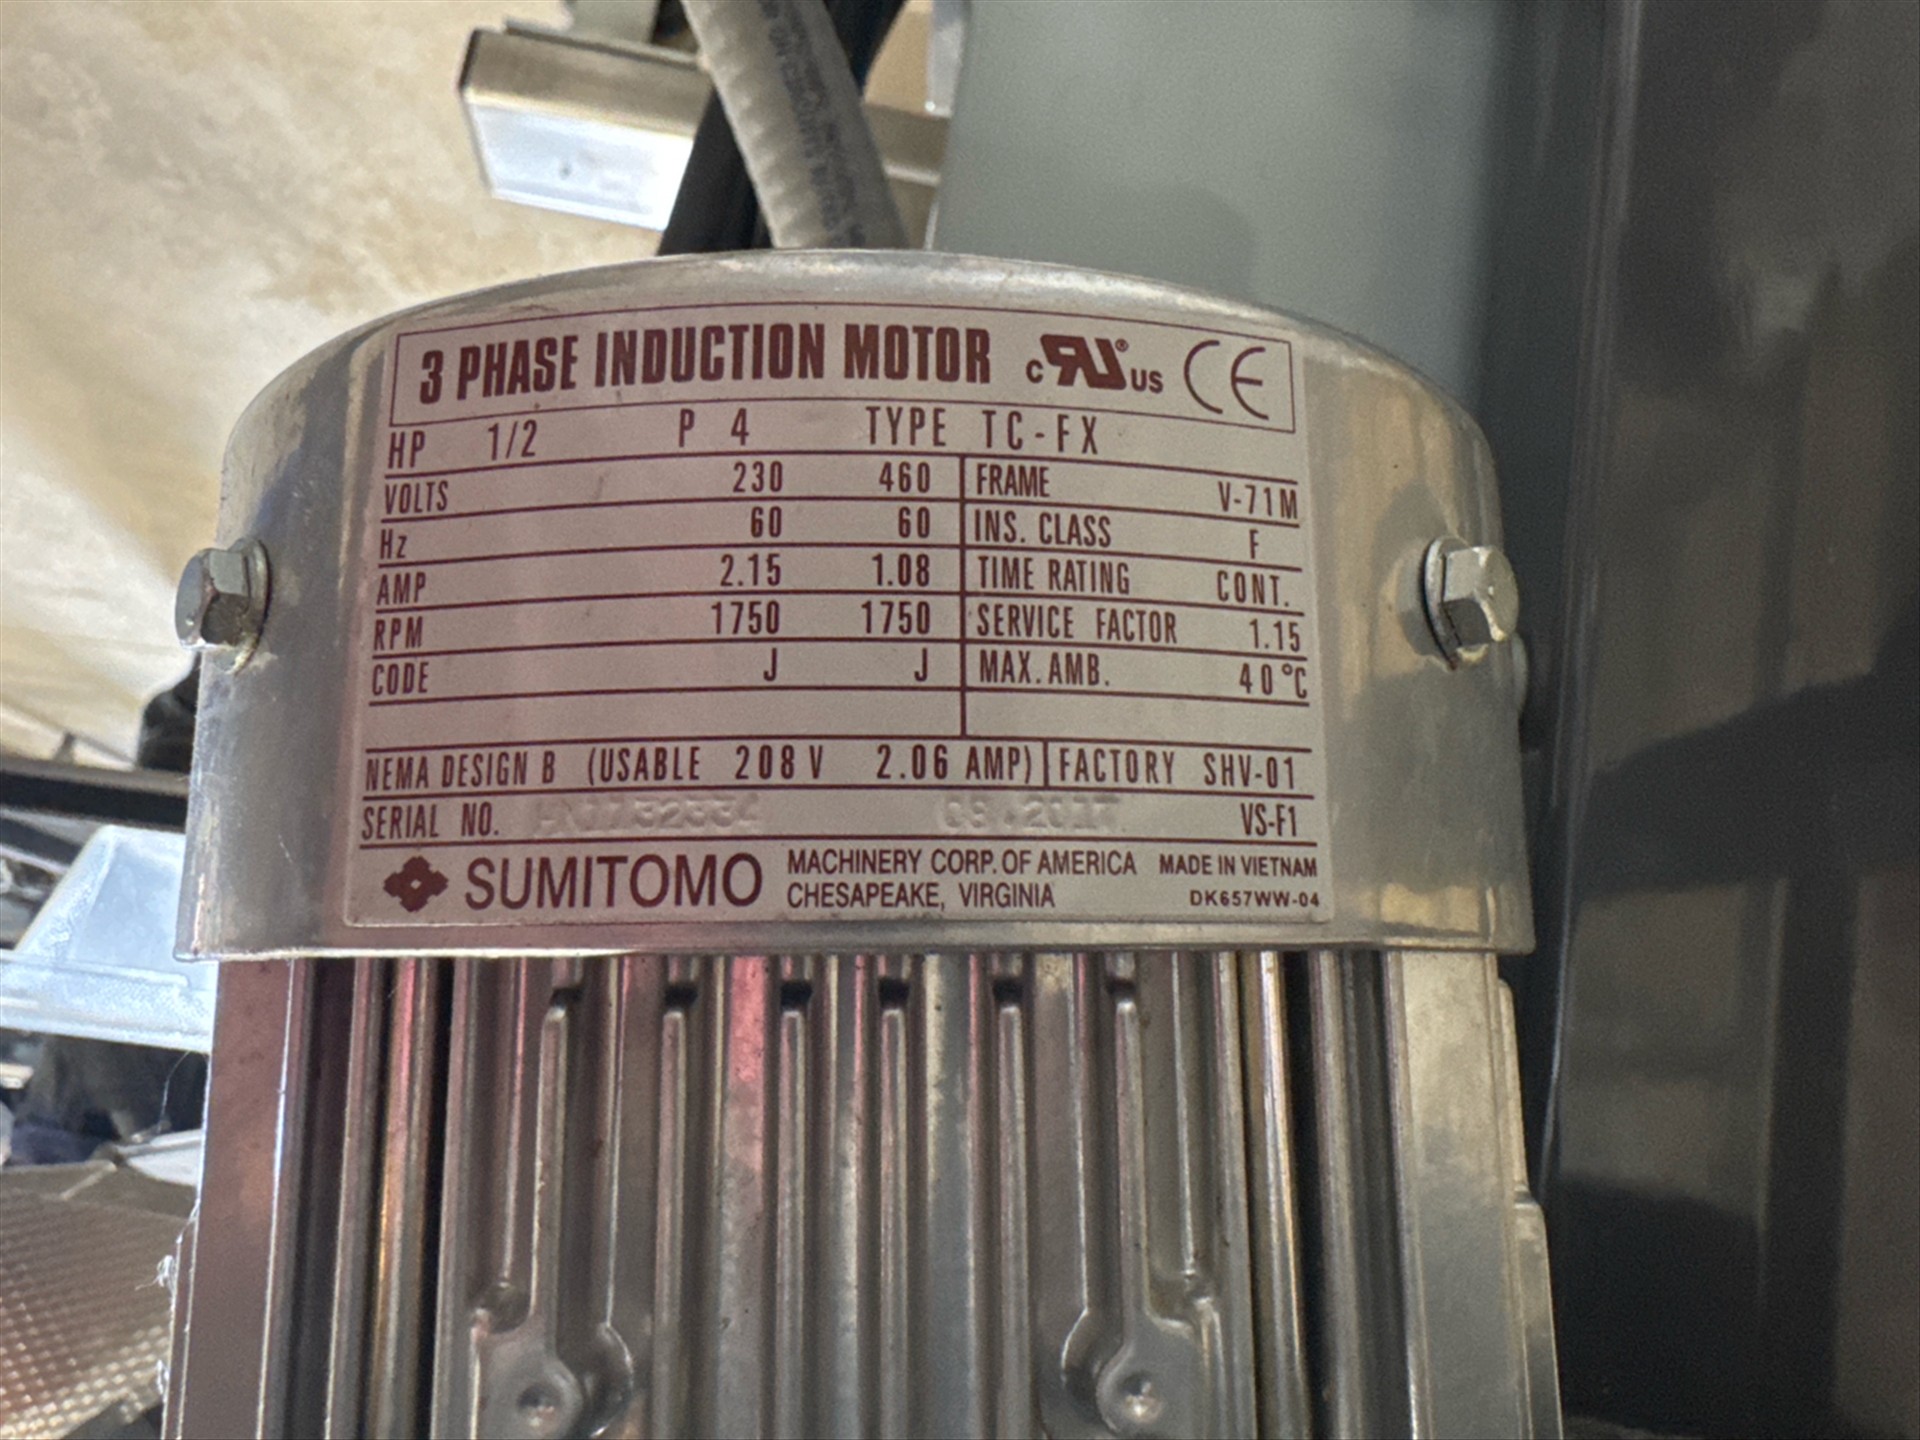 3 PHASE INDUCTION MOTOR c RU ® US CE
HP 1/2 P 4 TYPE TC-FX
VOLTS 230 460 FRAME V-71M
Hz 60 60 INS. CLASS F
AMP 2.15 1.08 TIME RATING CONT.
RPM 1750 1750 SERVICE FACTOR 1.15
CODE J J MAX. AMB. 40°C
NEMA DESIGN B (USABLE 208V 2.06 AMP) FACTORY SHV-01
SERIAL NO. VS-F1
SUMITOMO MACHINERY CORP. OF AMERICA MADE IN VIETNAM
CHESAPEAKE, VIRGINIA DK657WW-04